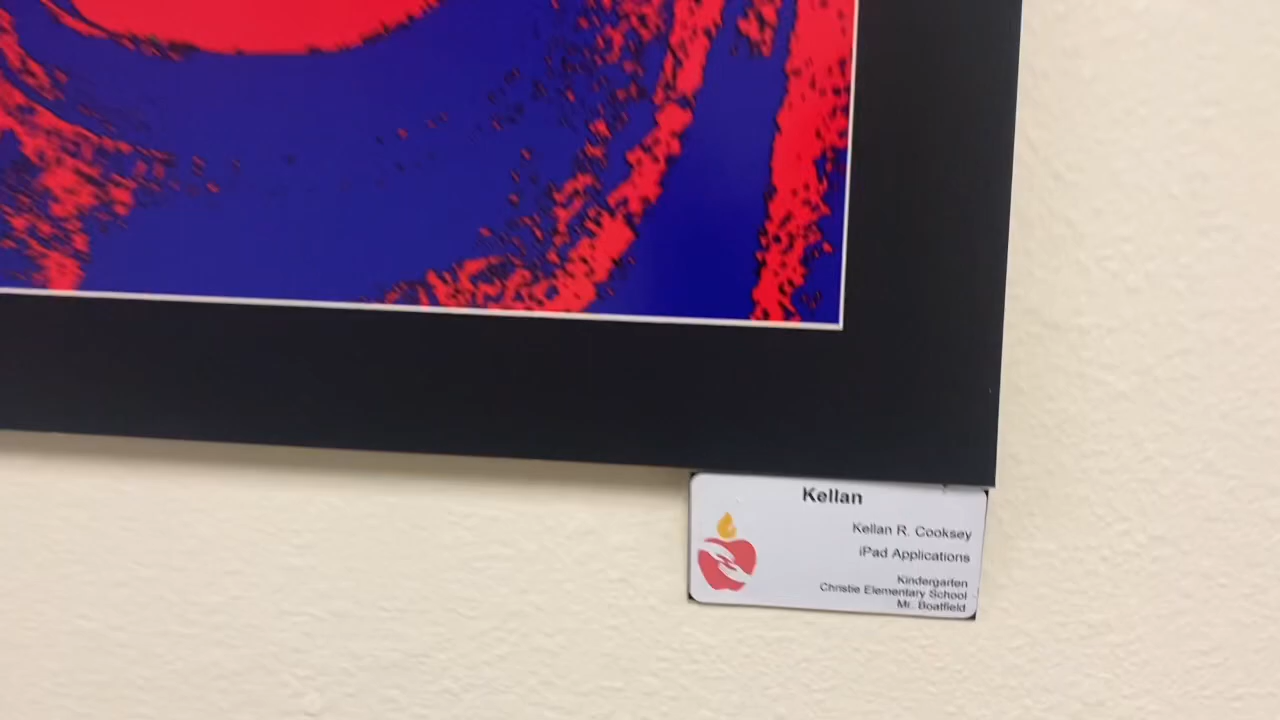 Kellan
Kellan R. Cooksey
iPad Applications
Kindergarten
Christie Elementary School
Mr. Boatfield